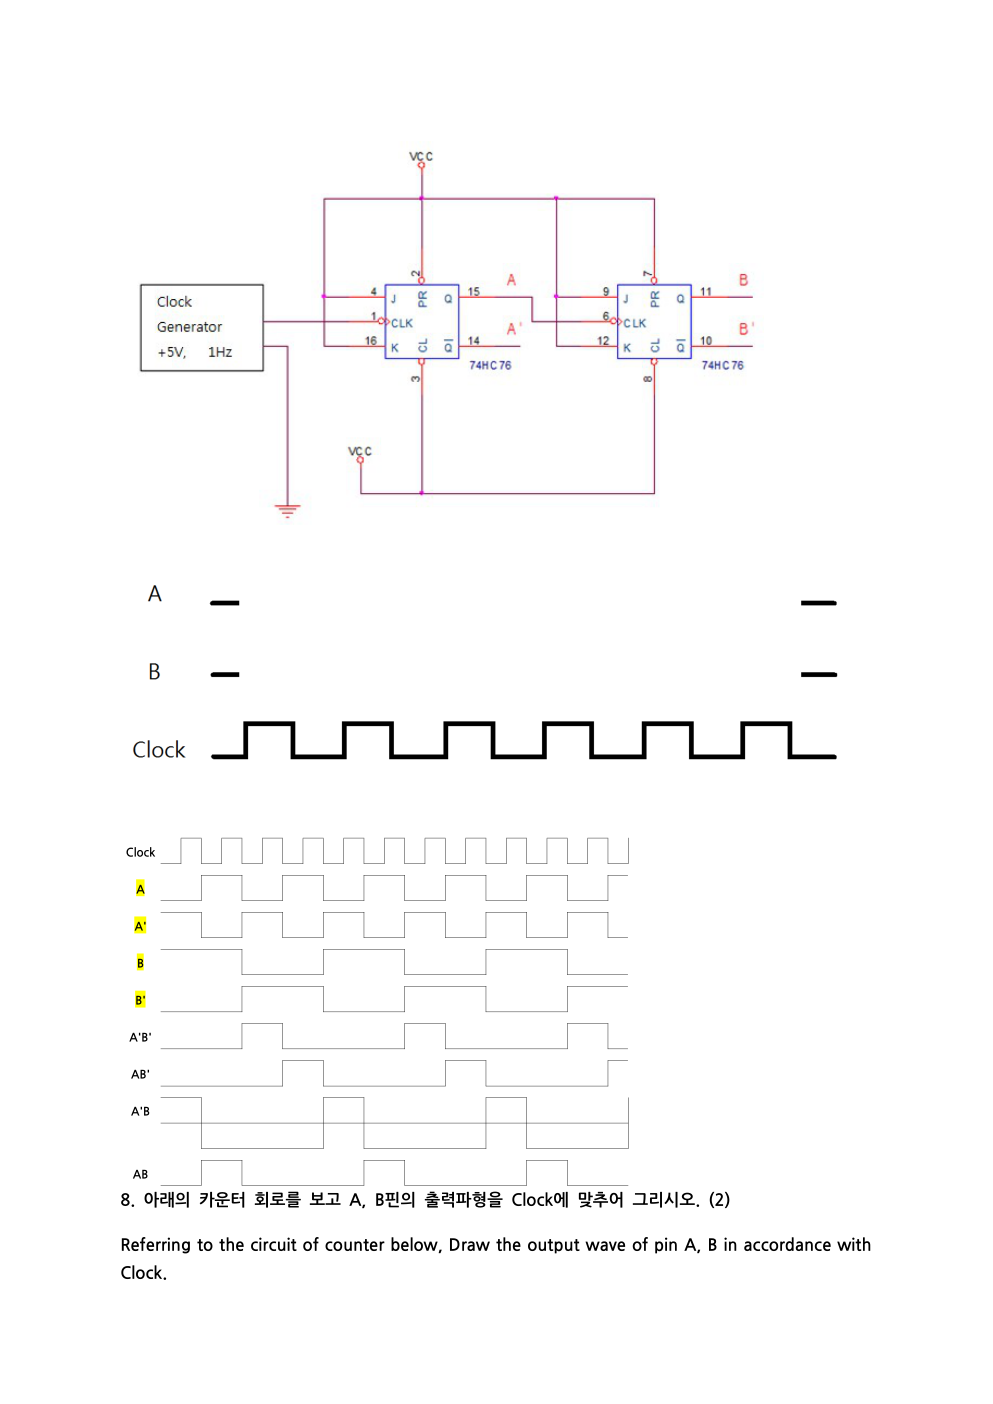 VCC
2
7
A
B
4
J
PR
Q
15
9
J
PR
Q
11
Clock
Generator
+5V, 1Hz
1
CLK
6
CLK
A'
B'
16
K
CL
Q
14
12
K
CL
Q
10
74HC76
74HC76
3
8
VCC
A
B
Clock
Clock
A
A'
B
B'
A'B'
AB'
A'B
AB
8. 아래의 카운터 회로를 보고 A, B핀의 출력파형을 Clock에 맞추어 그리시오. (2)
Referring to the circuit of counter below, Draw the output wave of pin A, B in accordance with
Clock.